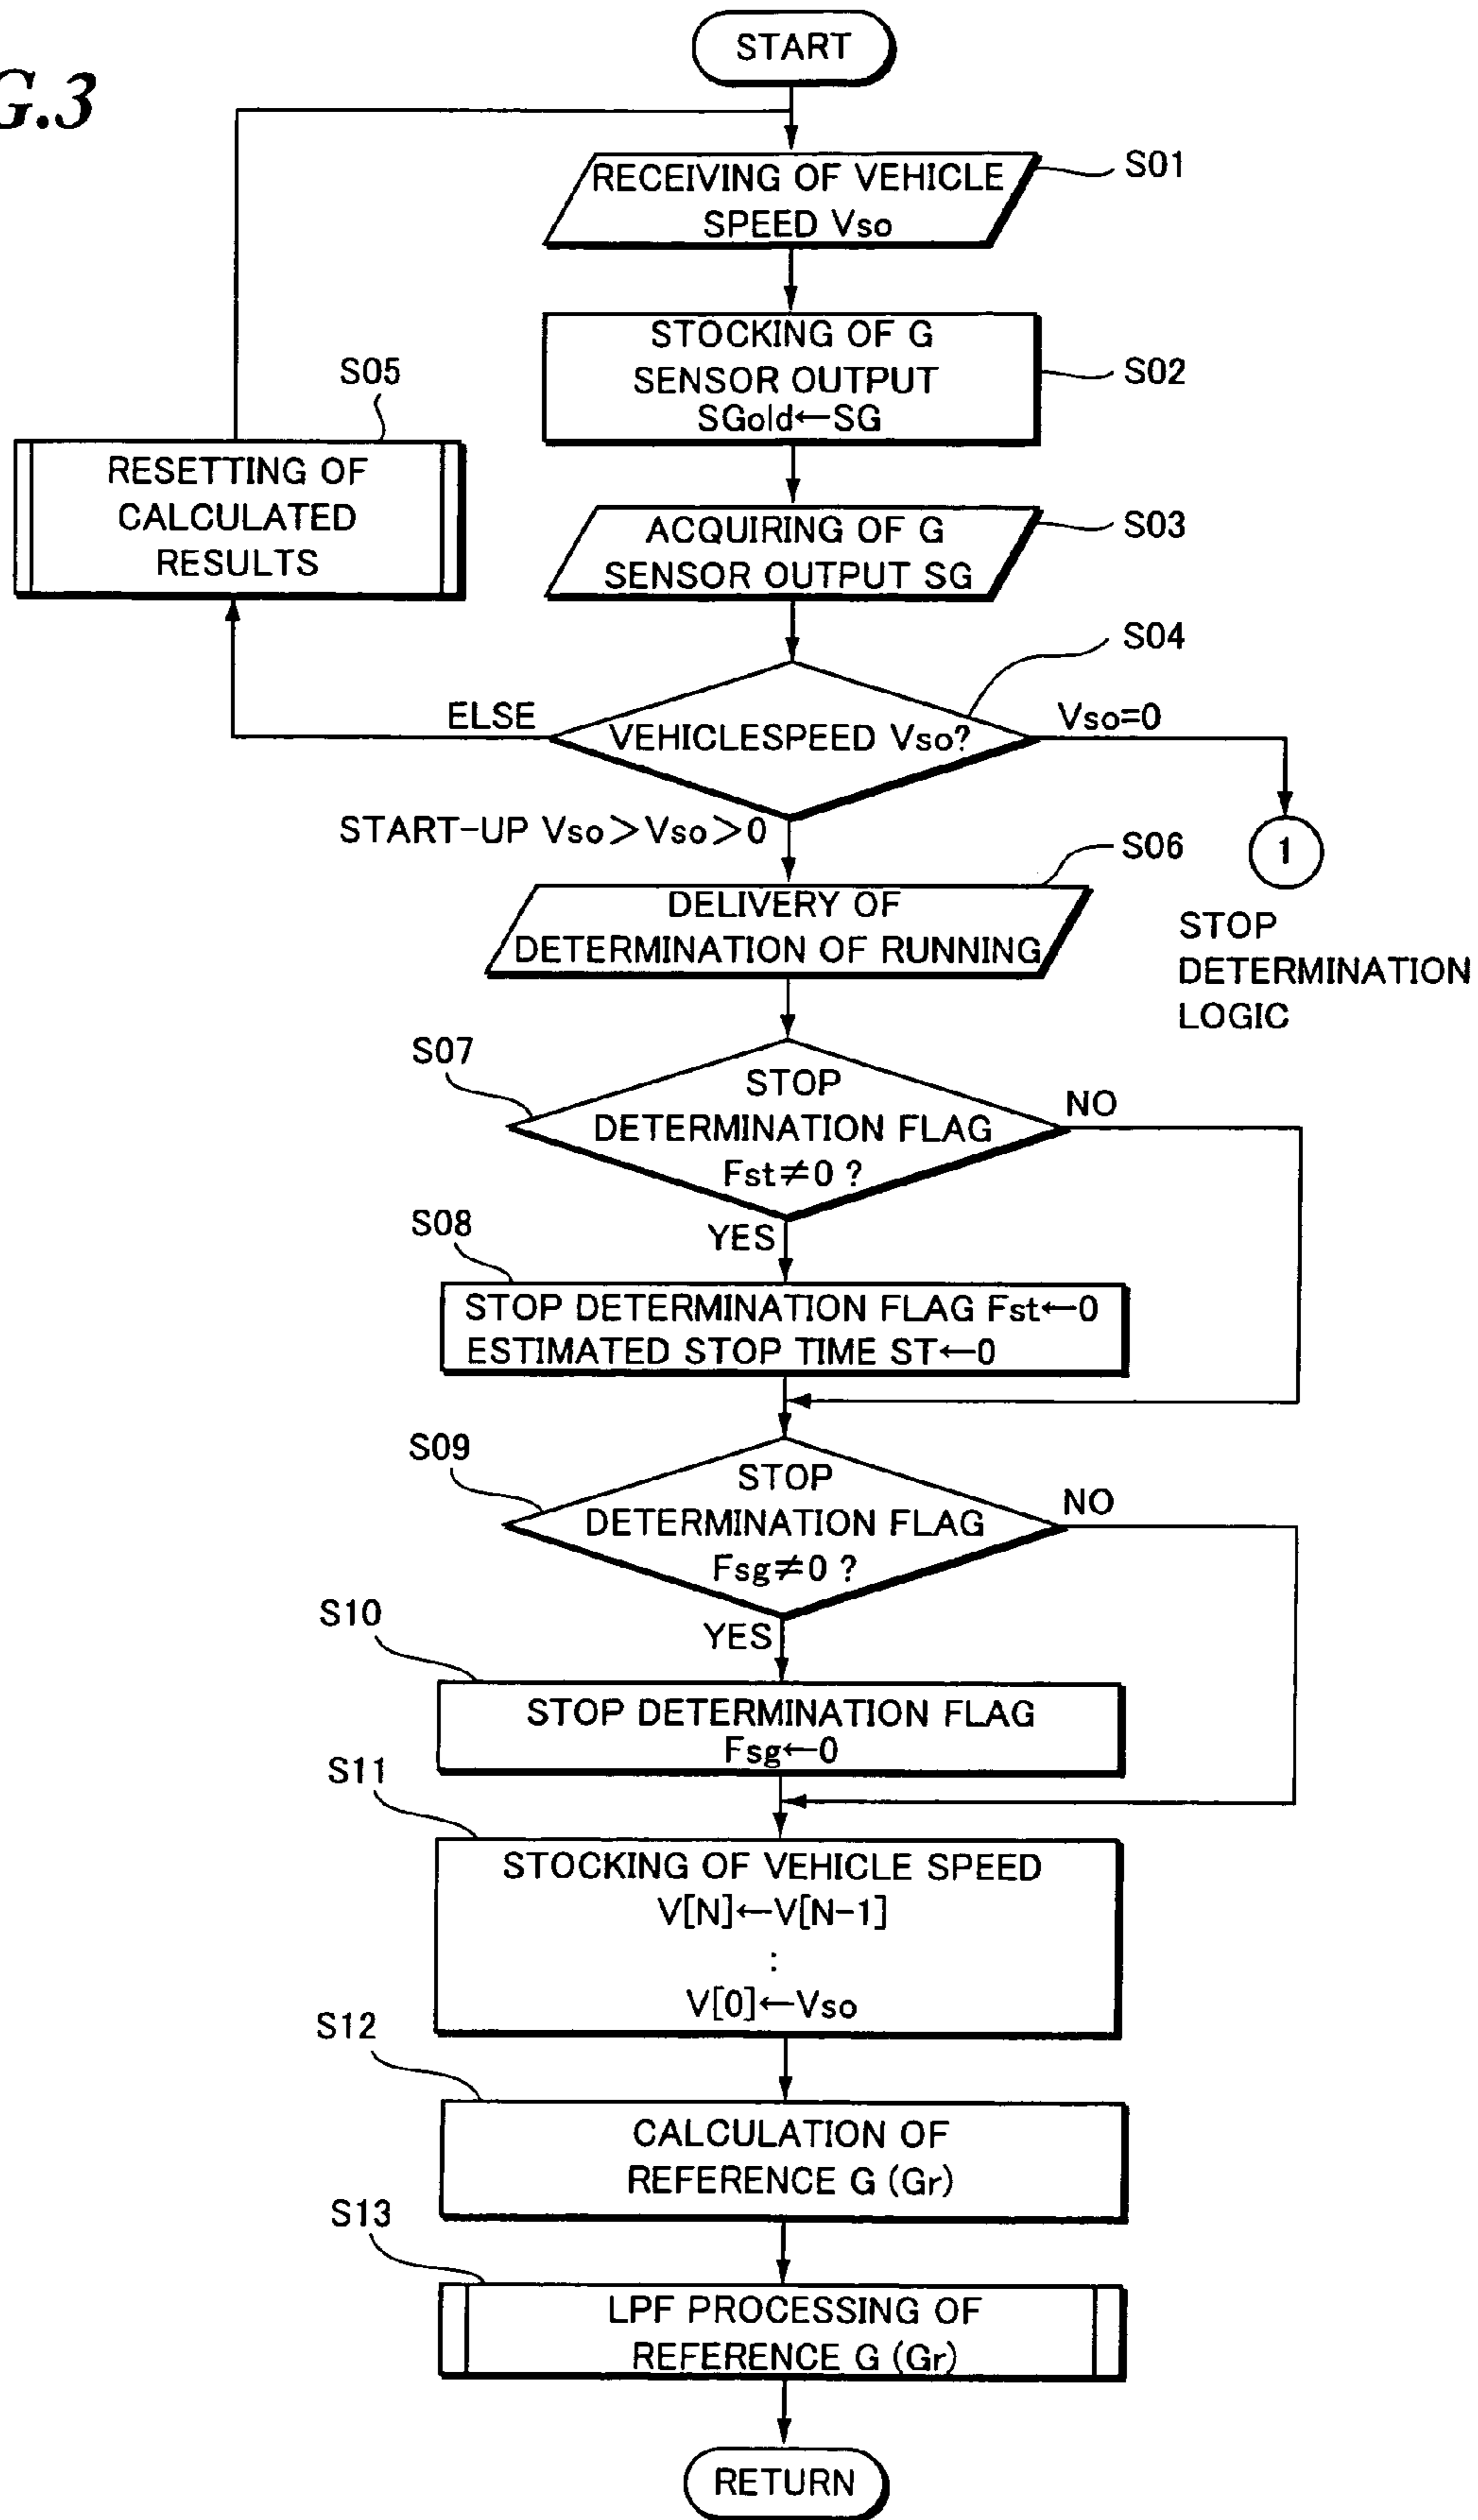 G.3
START
RECEIVING OF VEHICLE
SPEED Vso
S01
STOCKING OF G
SENSOR OUTPUT
SGold←SG
S02
S05
RESETTING OF
CALCULATED
RESULTS
ACQUIRING OF G
SENSOR OUTPUT SG
S03
S04
ELSE
VEHICLESPEED Vso?
Vso=0
START-UP Vso>Vso>0
1
STOP
DETERMINATION
LOGIC
S06
DELIVERY OF
DETERMINATION OF RUNNING
S07
STOP
DETERMINATION FLAG
Fst≠0 ?
NO
YES
S08
STOP DETERMINATION FLAG Fst←0
ESTIMATED STOP TIME ST←0
S09
STOP
DETERMINATION FLAG
Fsg≠0 ?
NO
YES
S10
STOP DETERMINATION FLAG
Fsg←0
S11
STOCKING OF VEHICLE SPEED
V[N]←V[N-1]
:
V[0]←Vso
S12
CALCULATION OF
REFERENCE G (Gr)
S13
LPF PROCESSING OF
REFERENCE G (Gr)
RETURN